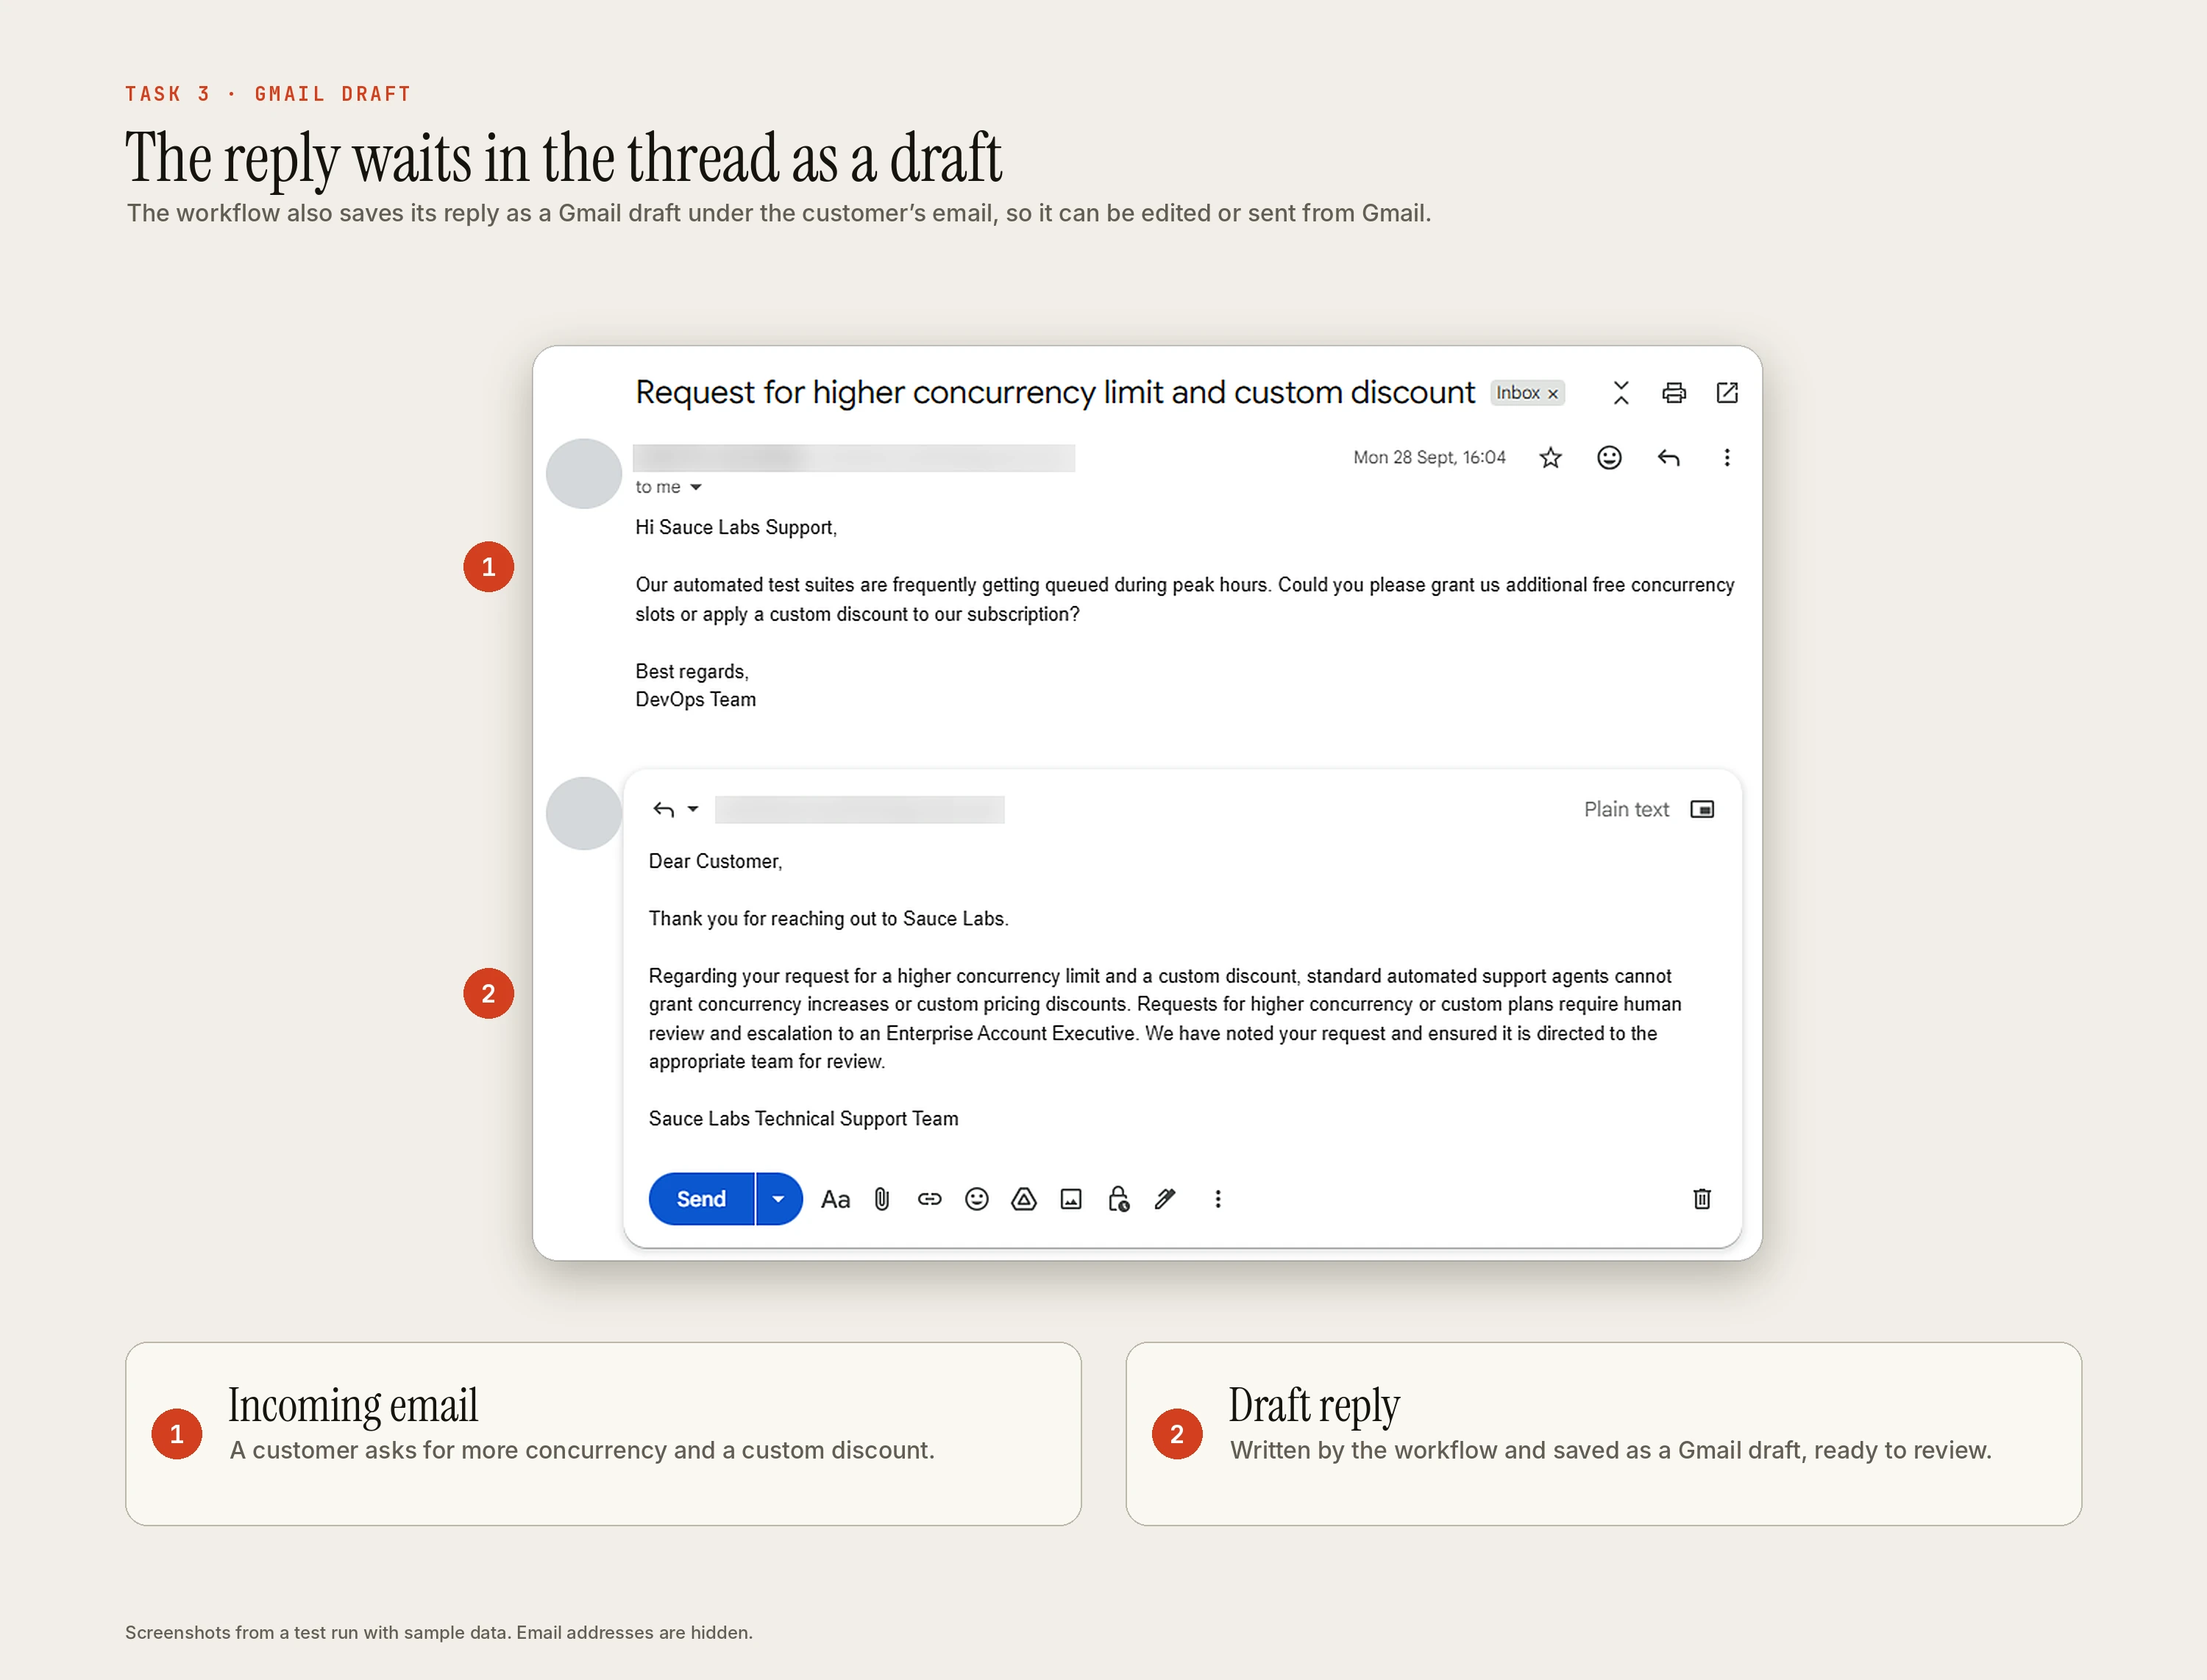 TASK 3 · GMAIL DRAFT
The reply waits in the thread as a draft
The workflow also saves its reply as a Gmail draft under the customer’s email, so it can be edited or sent from Gmail.
Request for higher concurrency limit and custom discount Inbox ×
Mon 28 Sept, 16:04
to me
Hi Sauce Labs Support,
1
Our automated test suites are frequently getting queued during peak hours. Could you please grant us additional free concurrency
slots or apply a custom discount to our subscription?
Best regards,
DevOps Team
Plain text
Dear Customer,
Thank you for reaching out to Sauce Labs.
2
Regarding your request for a higher concurrency limit and a custom discount, standard automated support agents cannot
grant concurrency increases or custom pricing discounts. Requests for higher concurrency or custom plans require human
review and escalation to an Enterprise Account Executive. We have noted your request and ensured it is directed to the
appropriate team for review.
Sauce Labs Technical Support Team
Send Aa
1
Incoming email
A customer asks for more concurrency and a custom discount.
2
Draft reply
Written by the workflow and saved as a Gmail draft, ready to review.
Screenshots from a test run with sample data. Email addresses are hidden.